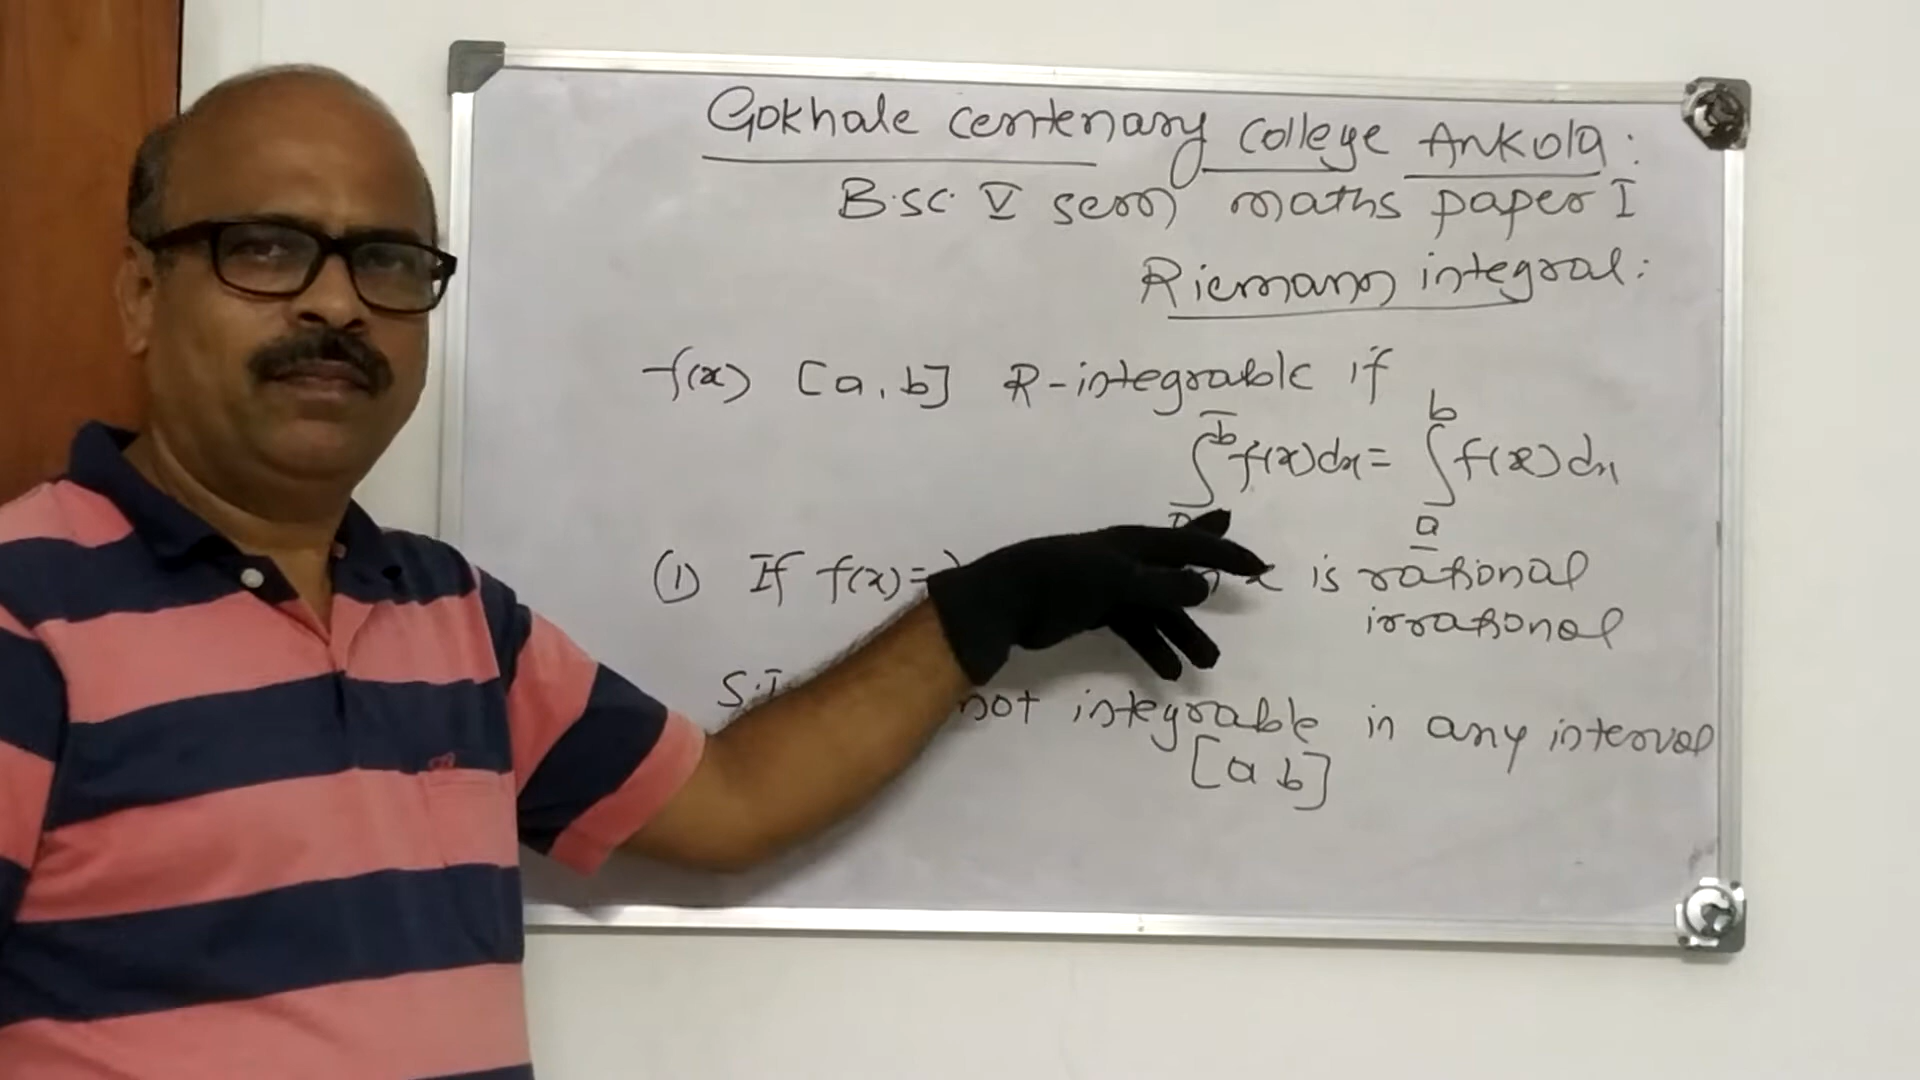 Gokhale centenary college Ankola:
B.sc. V sem maths paper I
Riemann integral:
f(x) [a, b] R-integrable if
∫ b f(x)dx = ∫ₐᵇ f(x) dx
(1) If f(x)= x is rational
irrational
S.T not integrable in any interval
[a b]